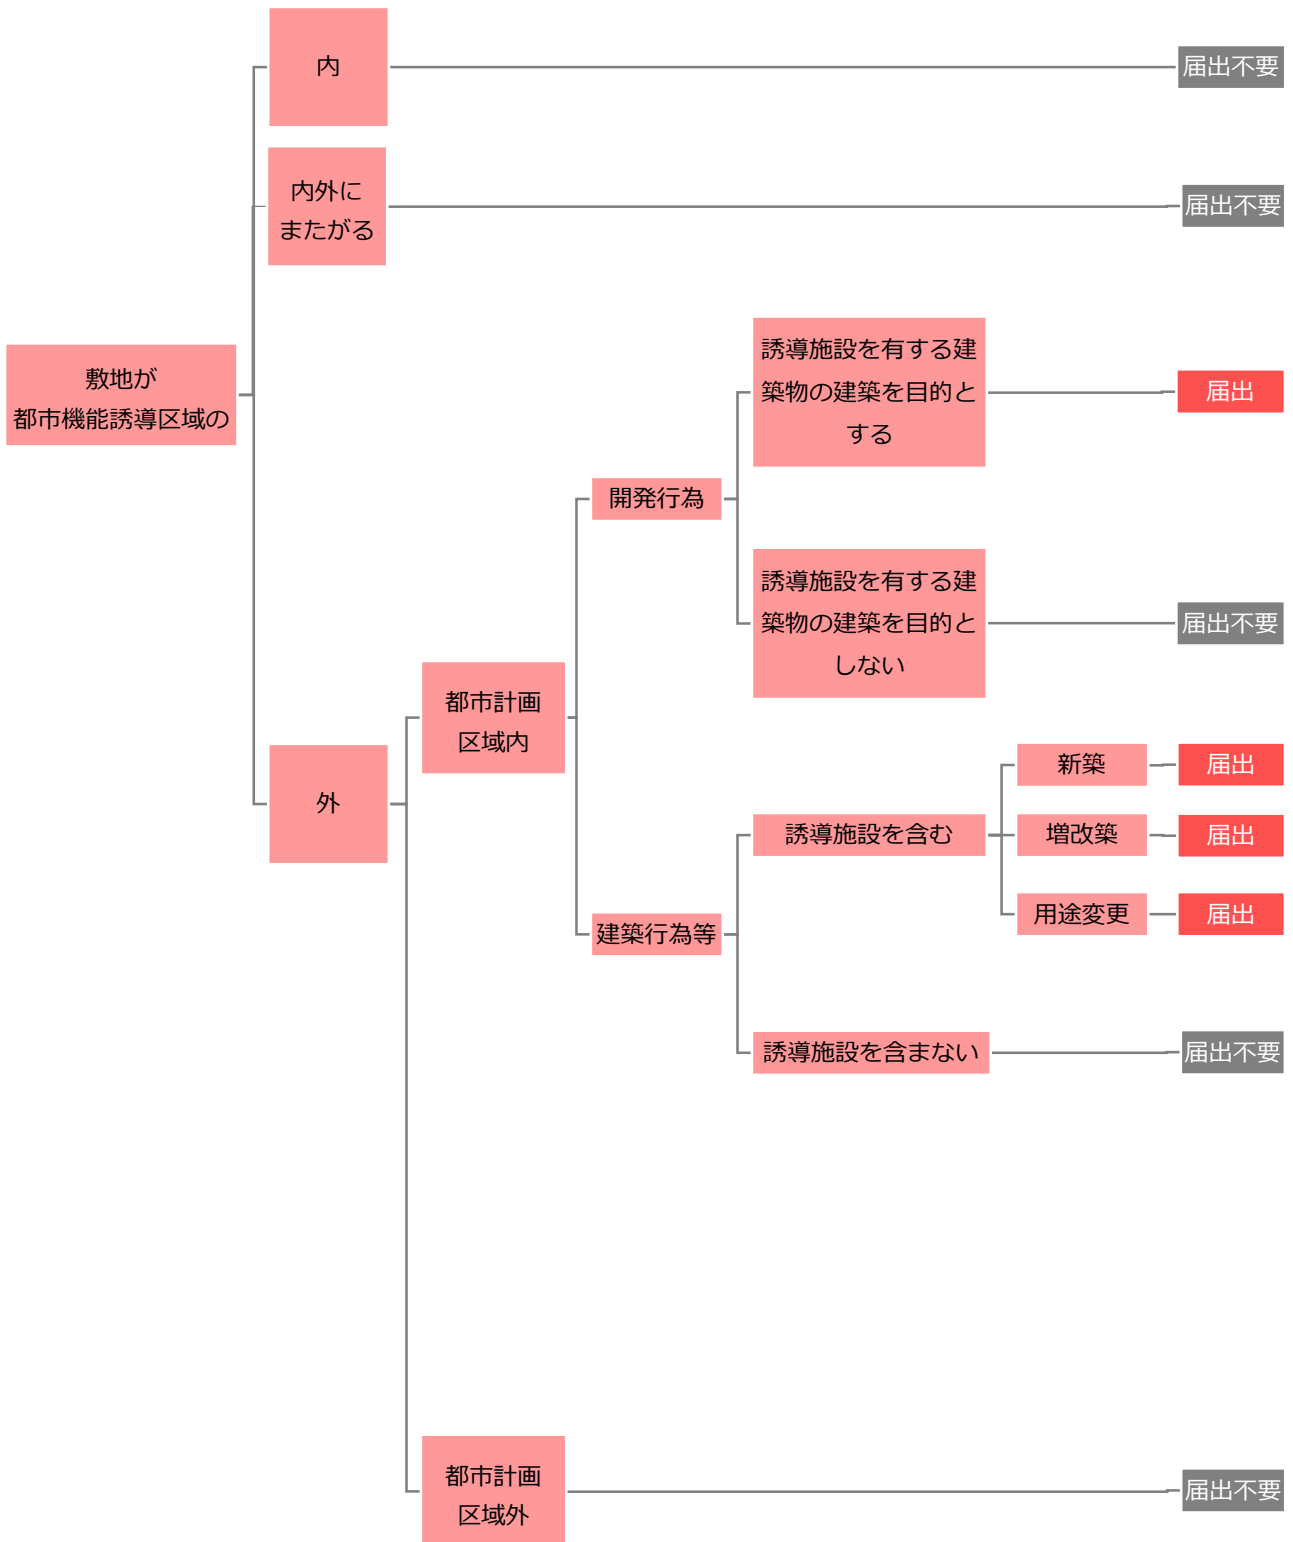 内
届出不要
内外に
またがる
届出不要
敷地が
都市機能誘導区域の
誘導施設を有する建
築物の建築を目的と
する
届出
開発行為
誘導施設を有する建
築物の建築を目的と
しない
届出不要
都市計画
区域内
外
新築
届出
誘導施設を含む
増改築
届出
用途変更
届出
建築行為等
誘導施設を含まない
届出不要
都市計画
区域外
届出不要